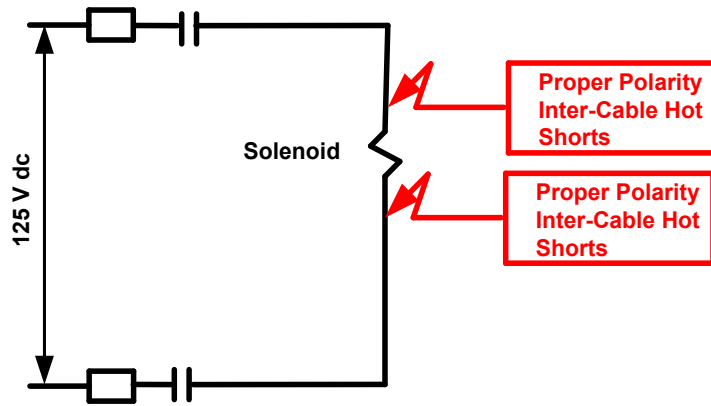 Proper Polarity
Inter-Cable Hot
Shorts
Solenoid
125 V dc
Proper Polarity
Inter-Cable Hot
Shorts